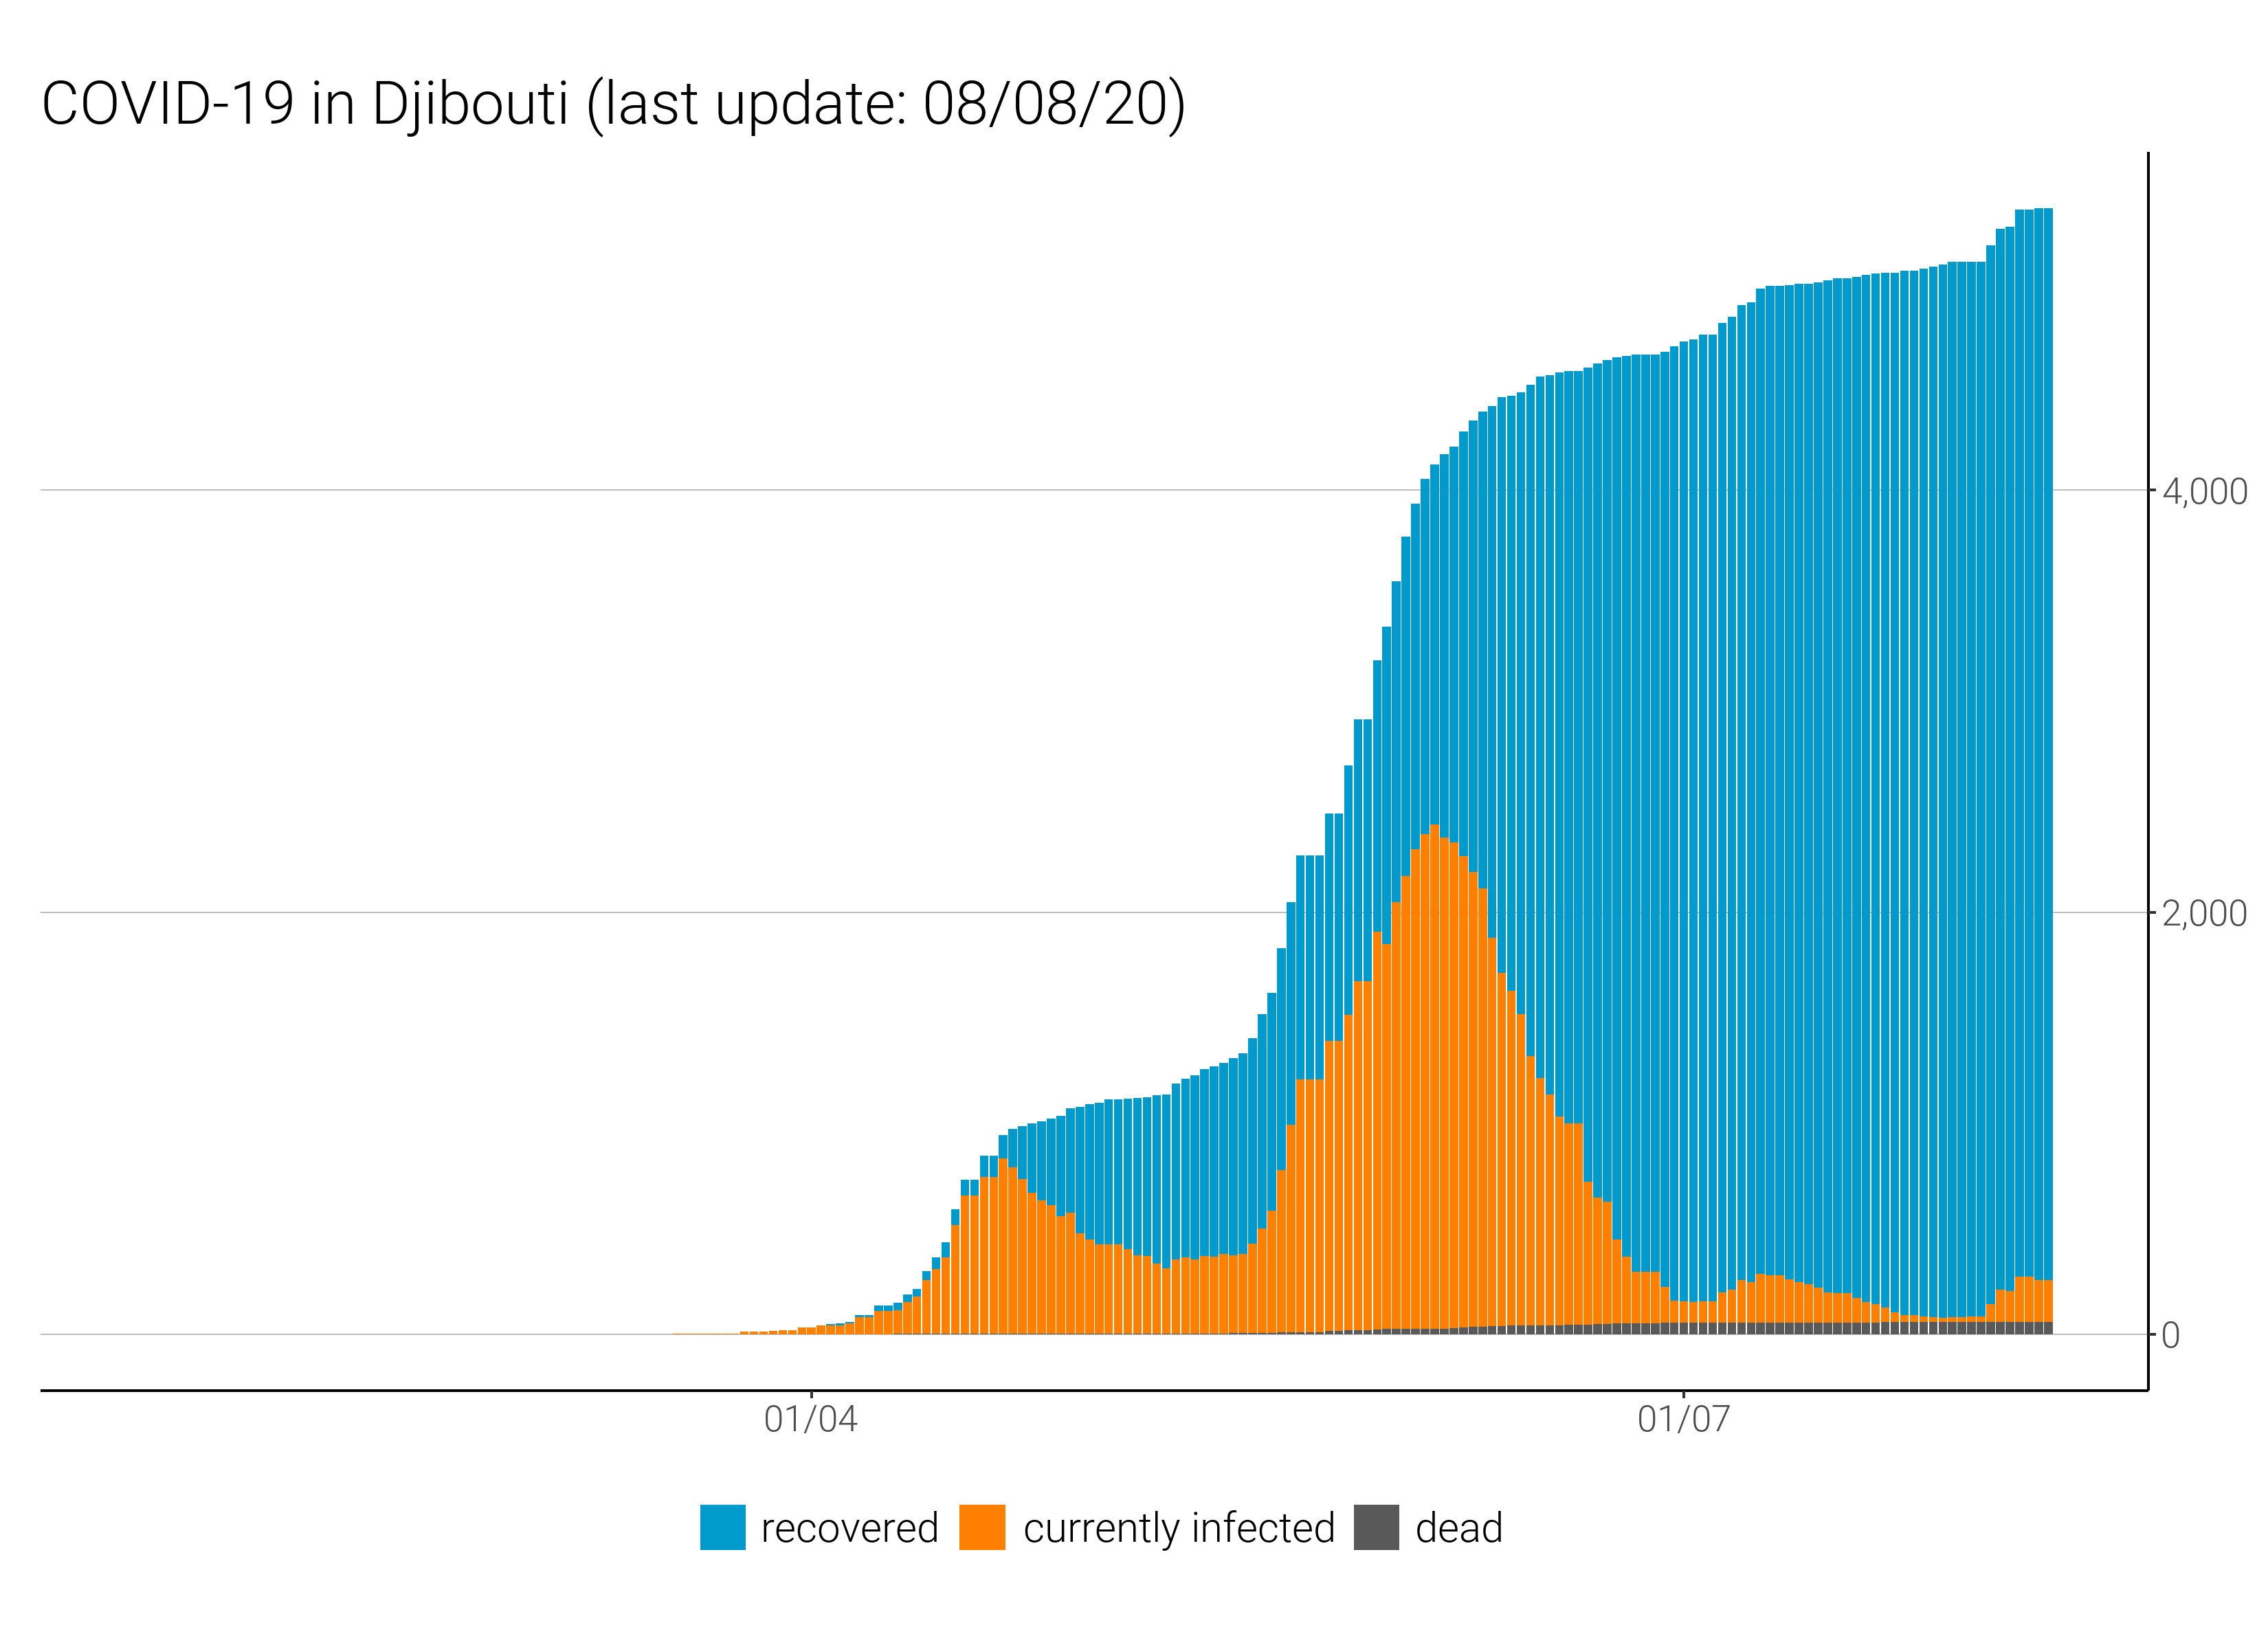 COVID-19 in Djibouti (last update: 08/08/20)
4,000
2,000
0
01/04 01/07
recovered currently infected dead